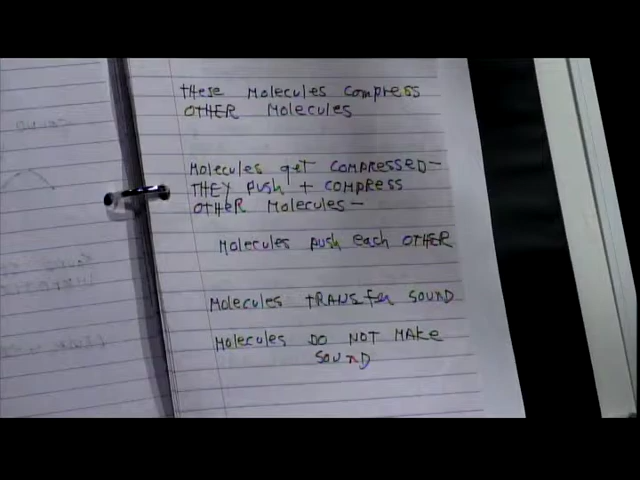 THese Molecules compress
OTHER Molecules
Molecules get COMPRESSED-
THEY push + COMPRESS
OTHeR Molecules-
Molecules push each OTHER
Molecules TRANSfer SOUND
Molecules DO NOT MAKe
SOUND